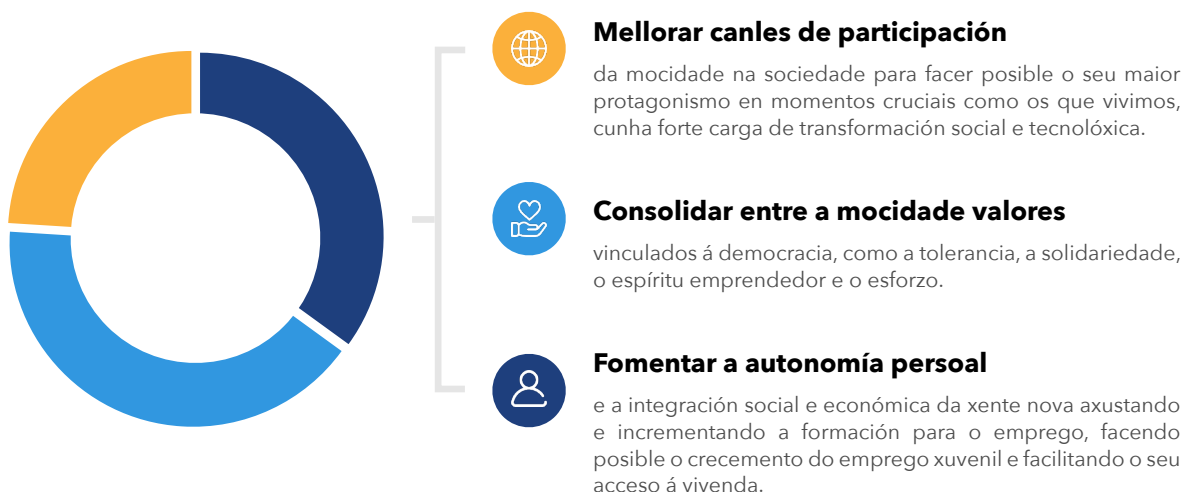 Mellorar canles de participación
da mocidade na sociedade para facer posible o seu maior
protagonismo en momentos cruciais como os que vivimos,
cunha forte carga de transformación social e tecnolóxica.
Consolidar entre a mocidade valores
vinculados á democracia, como a tolerancia, a solidariedade,
o espíritu emprendedor e o esforzo.
Fomentar a autonomía persoal
e a integración social e económica da xente nova axustando
e incrementando a formación para o emprego, facendo
posible o crecemento do emprego xuvenil e facilitando o seu
acceso á vivenda.